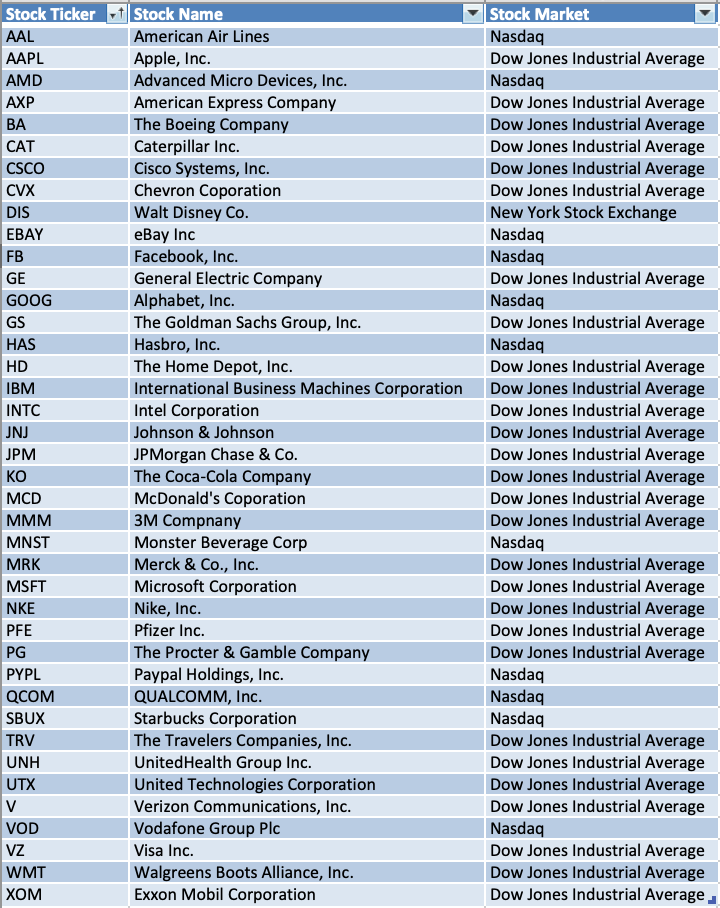 Stock Ticker Stock Name Stock Market
AAL American Air Lines Nasdaq
AAPL Apple, Inc. Dow Jones Industrial Average
AMD Advanced Micro Devices, Inc. Nasdaq
AXP American Express Company Dow Jones Industrial Average
BA The Boeing Company Dow Jones Industrial Average
CAT Caterpillar Inc. Dow Jones Industrial Average
CSCO Cisco Systems, Inc. Dow Jones Industrial Average
CVX Chevron Coporation Dow Jones Industrial Average
DIS Walt Disney Co. New York Stock Exchange
EBAY eBay Inc Nasdaq
FB Facebook, Inc. Nasdaq
GE General Electric Company Dow Jones Industrial Average
GOOG Alphabet, Inc. Nasdaq
GS The Goldman Sachs Group, Inc. Dow Jones Industrial Average
HAS Hasbro, Inc. Nasdaq
HD The Home Depot, Inc. Dow Jones Industrial Average
IBM International Business Machines Corporation Dow Jones Industrial Average
INTC Intel Corporation Dow Jones Industrial Average
JNJ Johnson & Johnson Dow Jones Industrial Average
JPM JPMorgan Chase & Co. Dow Jones Industrial Average
KO The Coca-Cola Company Dow Jones Industrial Average
MCD McDonald's Coporation Dow Jones Industrial Average
MMM 3M Compnany Dow Jones Industrial Average
MNST Monster Beverage Corp Nasdaq
MRK Merck & Co., Inc. Dow Jones Industrial Average
MSFT Microsoft Corporation Dow Jones Industrial Average
NKE Nike, Inc. Dow Jones Industrial Average
PFE Pfizer Inc. Dow Jones Industrial Average
PG The Procter & Gamble Company Dow Jones Industrial Average
PYPL Paypal Holdings, Inc. Nasdaq
QCOM QUALCOMM, Inc. Nasdaq
SBUX Starbucks Corporation Nasdaq
TRV The Travelers Companies, Inc. Dow Jones Industrial Average
UNH UnitedHealth Group Inc. Dow Jones Industrial Average
UTX United Technologies Corporation Dow Jones Industrial Average
V Verizon Communications, Inc. Dow Jones Industrial Average
VOD Vodafone Group Plc Nasdaq
VZ Visa Inc. Dow Jones Industrial Average
WMT Walgreens Boots Alliance, Inc. Dow Jones Industrial Average
XOM Exxon Mobil Corporation Dow Jones Industrial Average